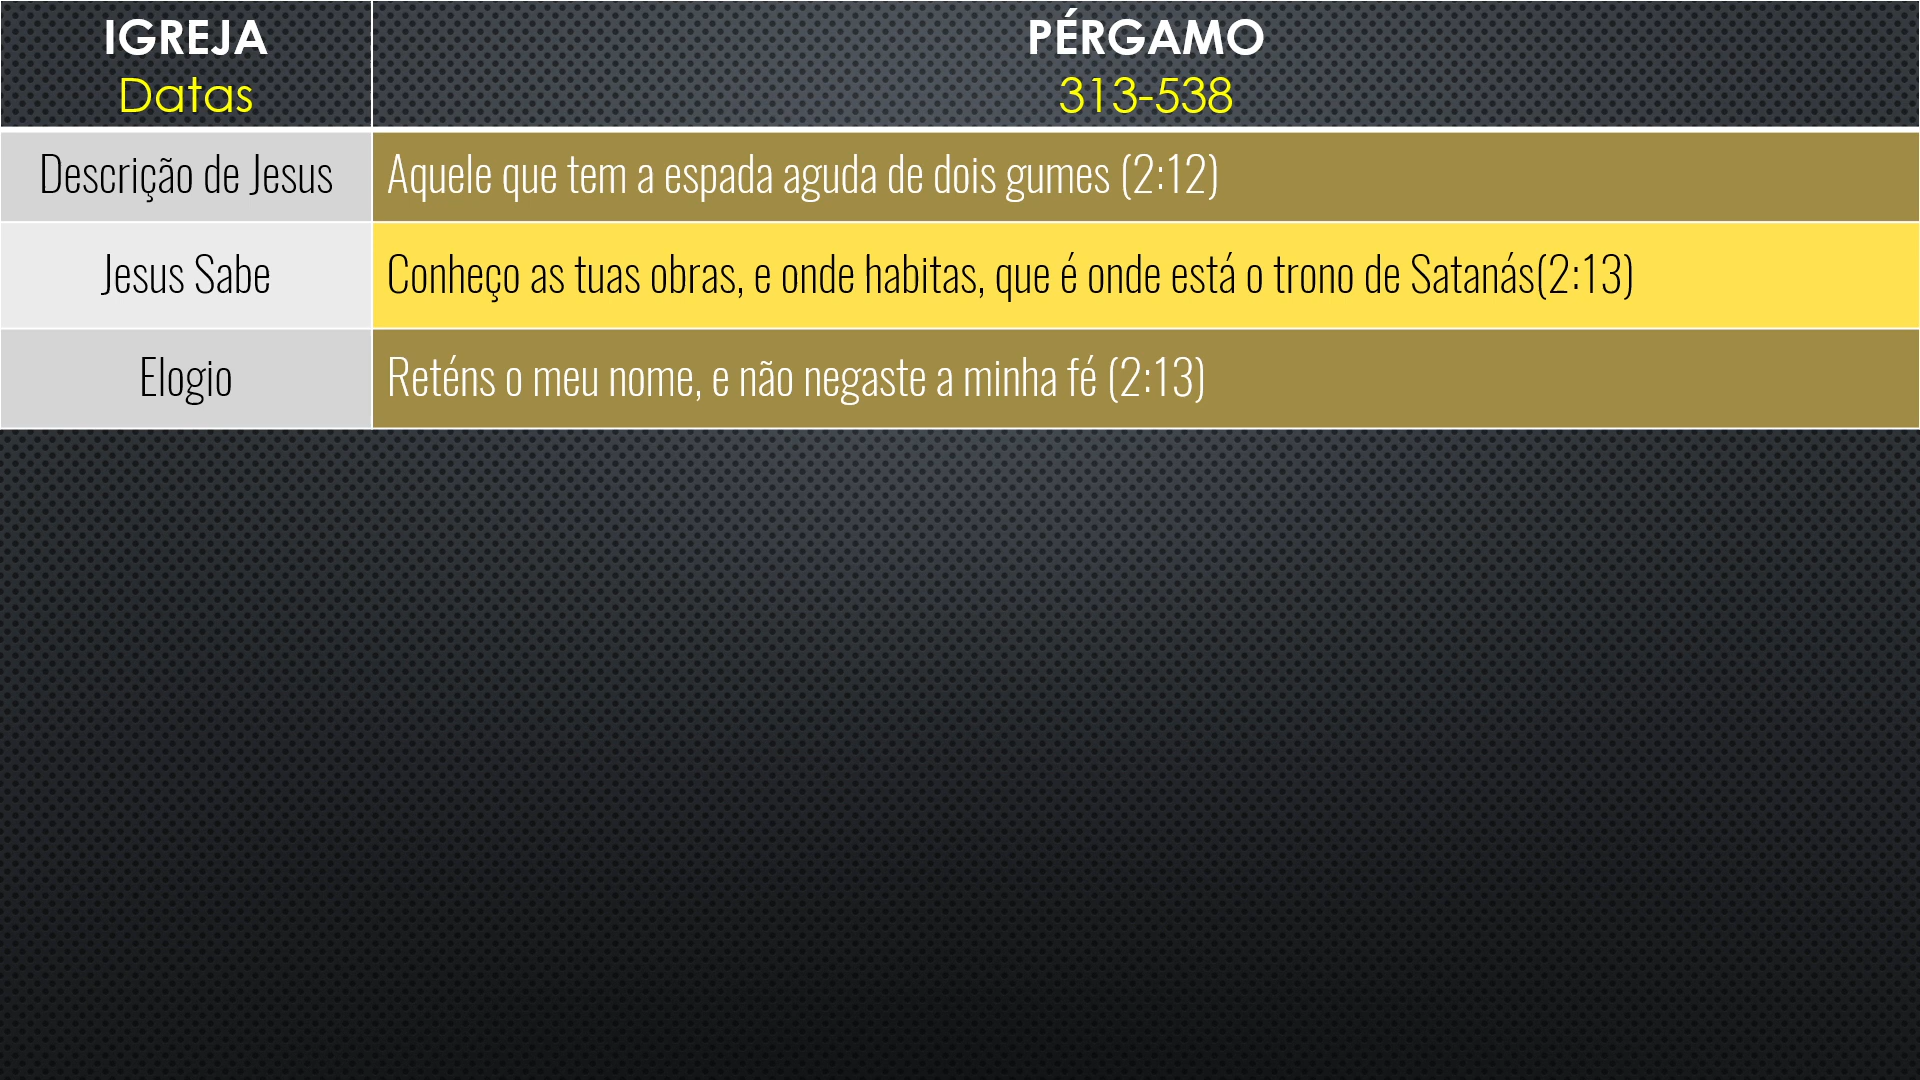 IGREJA
Datas
PÉRGAMO
313-538
Descrição de Jesus
Aquele que tem a espada aguda de dois gumes (2:12)
Jesus Sabe
Conheço as tuas obras, e onde habitas, que é onde está o trono de Satanás(2:13)
Elogio
Reténs o meu nome, e não negaste a minha fé (2:13)